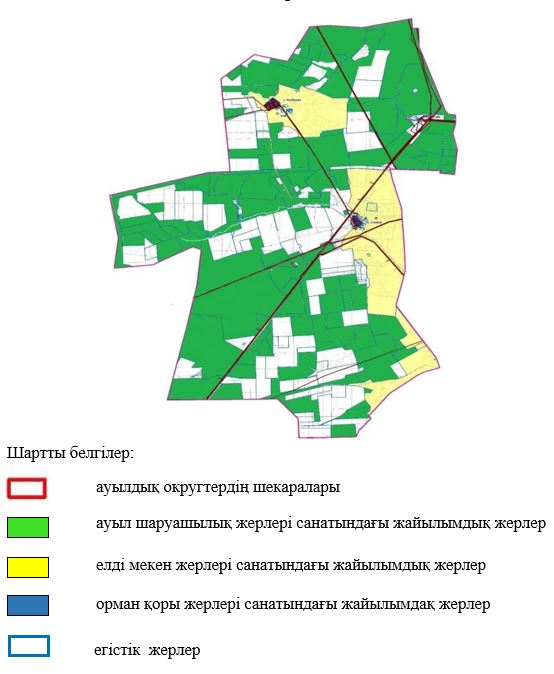 Шартты белгілер:
ауылдық округтердің шекаралары
ауыл шаруашылық жерлері санатындағы жайылымдық жерлер
елді мекен жерлері санатындағы жайылымдық жерлер
орман қоры жерлері санатындағы жайылымдақ жерлер
егістік жерлер